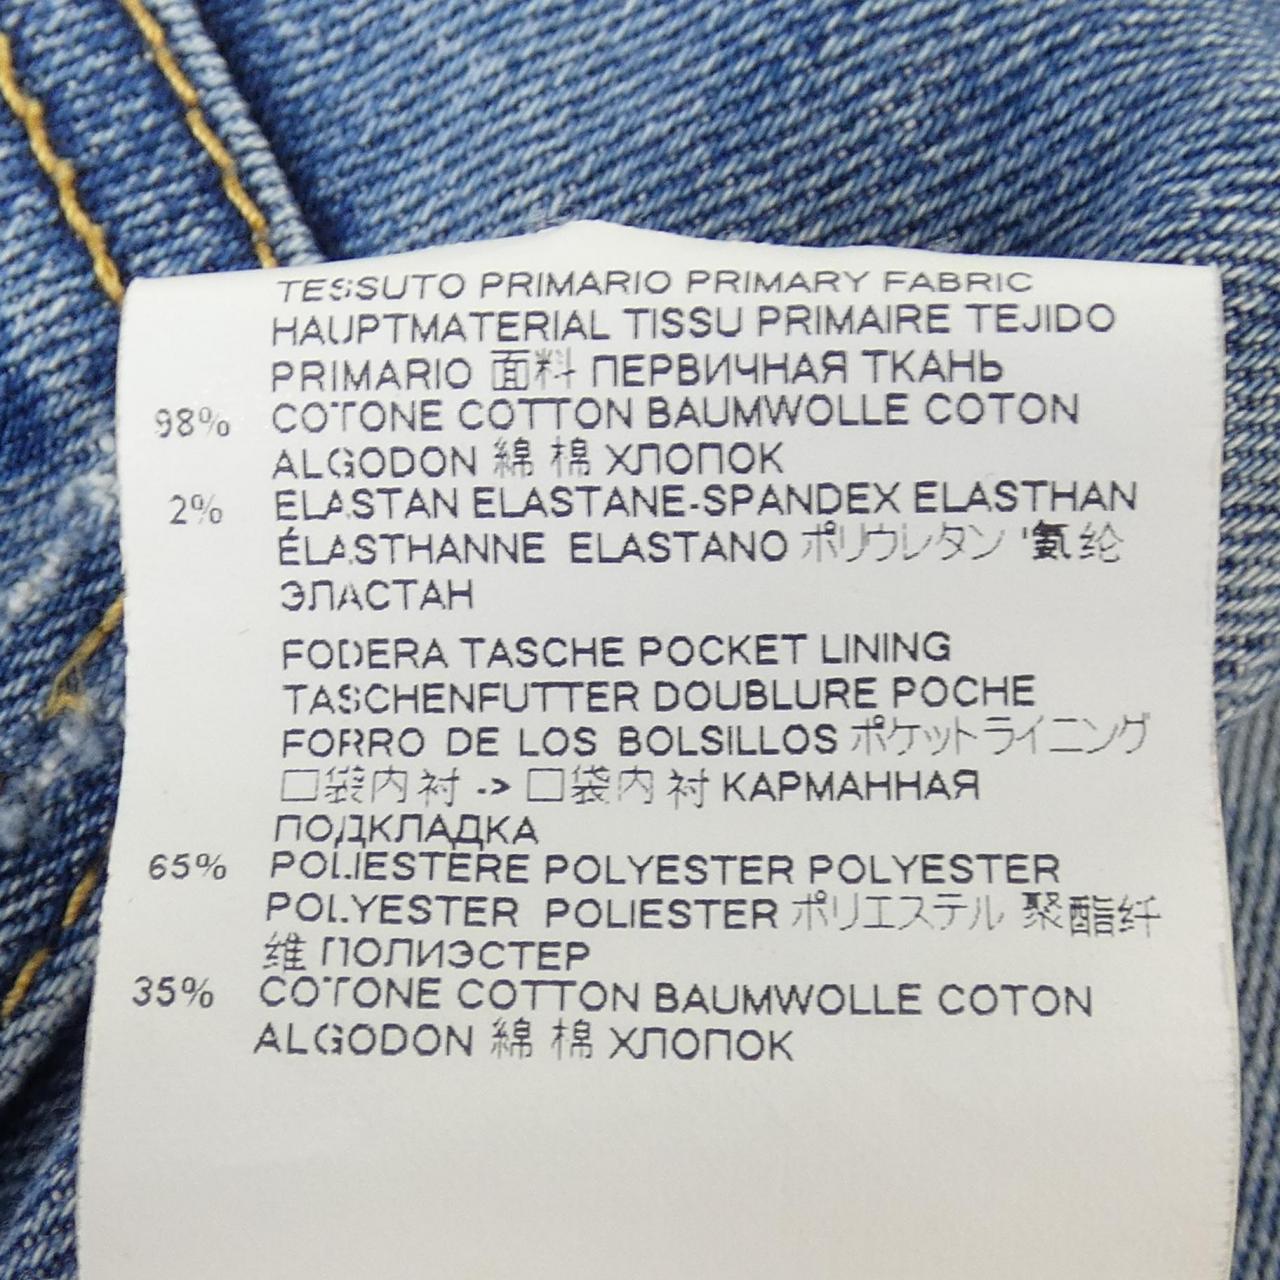 TESSUTO PRIMARIO PRIMARY FABRIC
HAUPTMATERIAL TISSU PRIMAIRE TEJIDO
PRIMARIO 面料 ПЕРВИЧНАЯ ТКАНЬ
98% COTONE COTTON BAUMWOLLE COTON
ALGODON 綿 棉 ХЛОПОК
2% ELASTAN ELASTANE-SPANDEX ELASTHAN
ÉLASTHANNE ELASTANO ポリウレタン '氨纶
ЭЛАСТАН
FODERA TASCHE POCKET LINING
TASCHENFUTTER DOUBLURE POCHE
FORRO DE LOS BOLSILLOS ポケットライニング
口袋内衬 -> 口袋内衬 КАРМАННАЯ
ПОДКЛАДКА
65% POLIESTERE POLYESTER POLYESTER
POLYESTER POLIESTER ポリエステル 聚酯纤
维 ПОЛИЭСТЕР
35% COTONE COTTON BAUMWOLLE COTON
ALGODON 綿 棉 ХЛОПОК